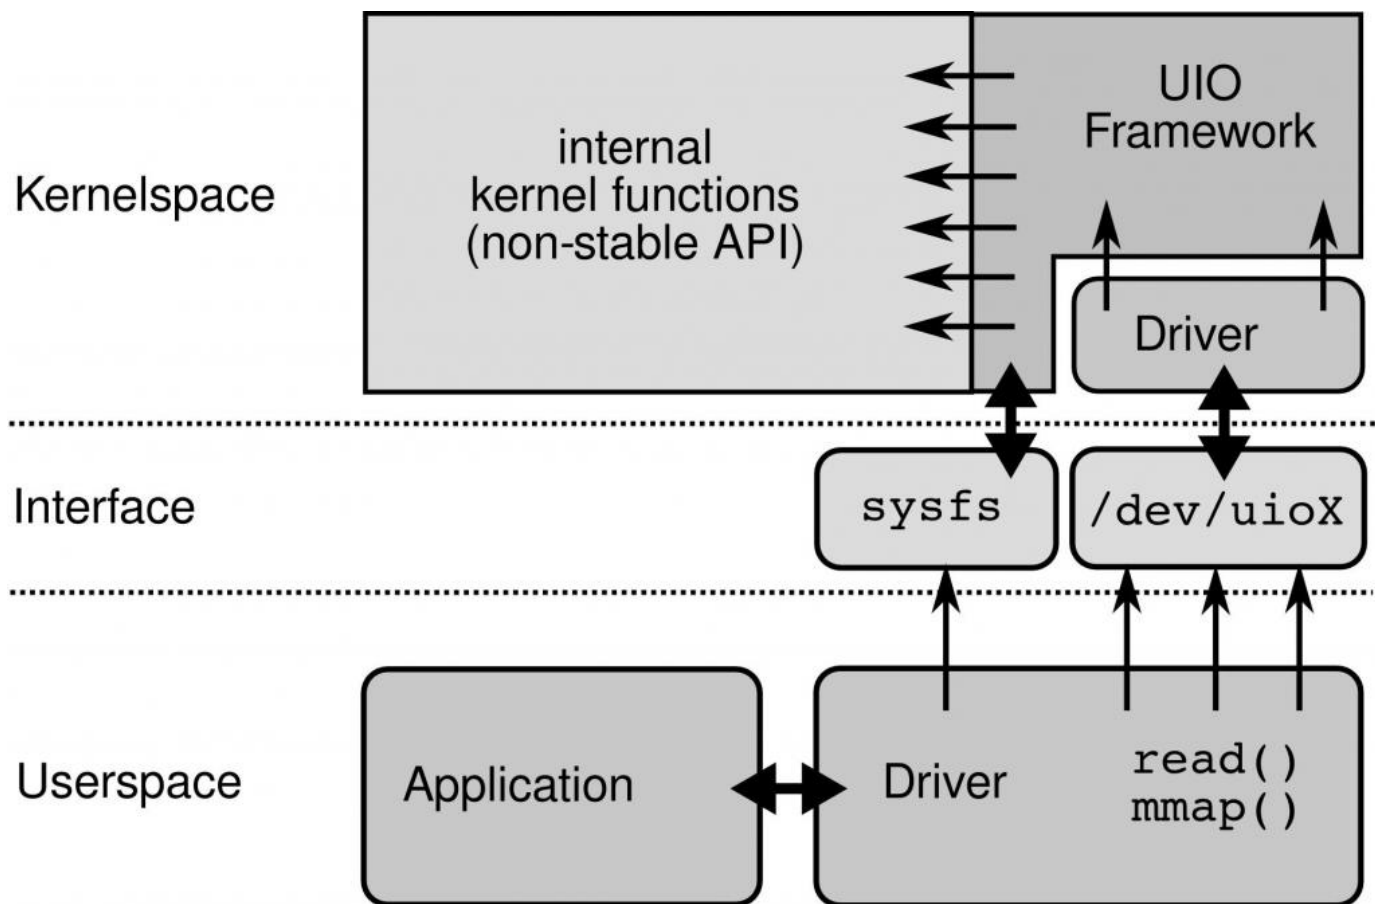 Kernelspace
internal
kernel functions
(non-stable API)
UIO
Framework
Driver
Interface
sysfs
/dev/uioX
Userspace
Application
Driver
read()
mmap()